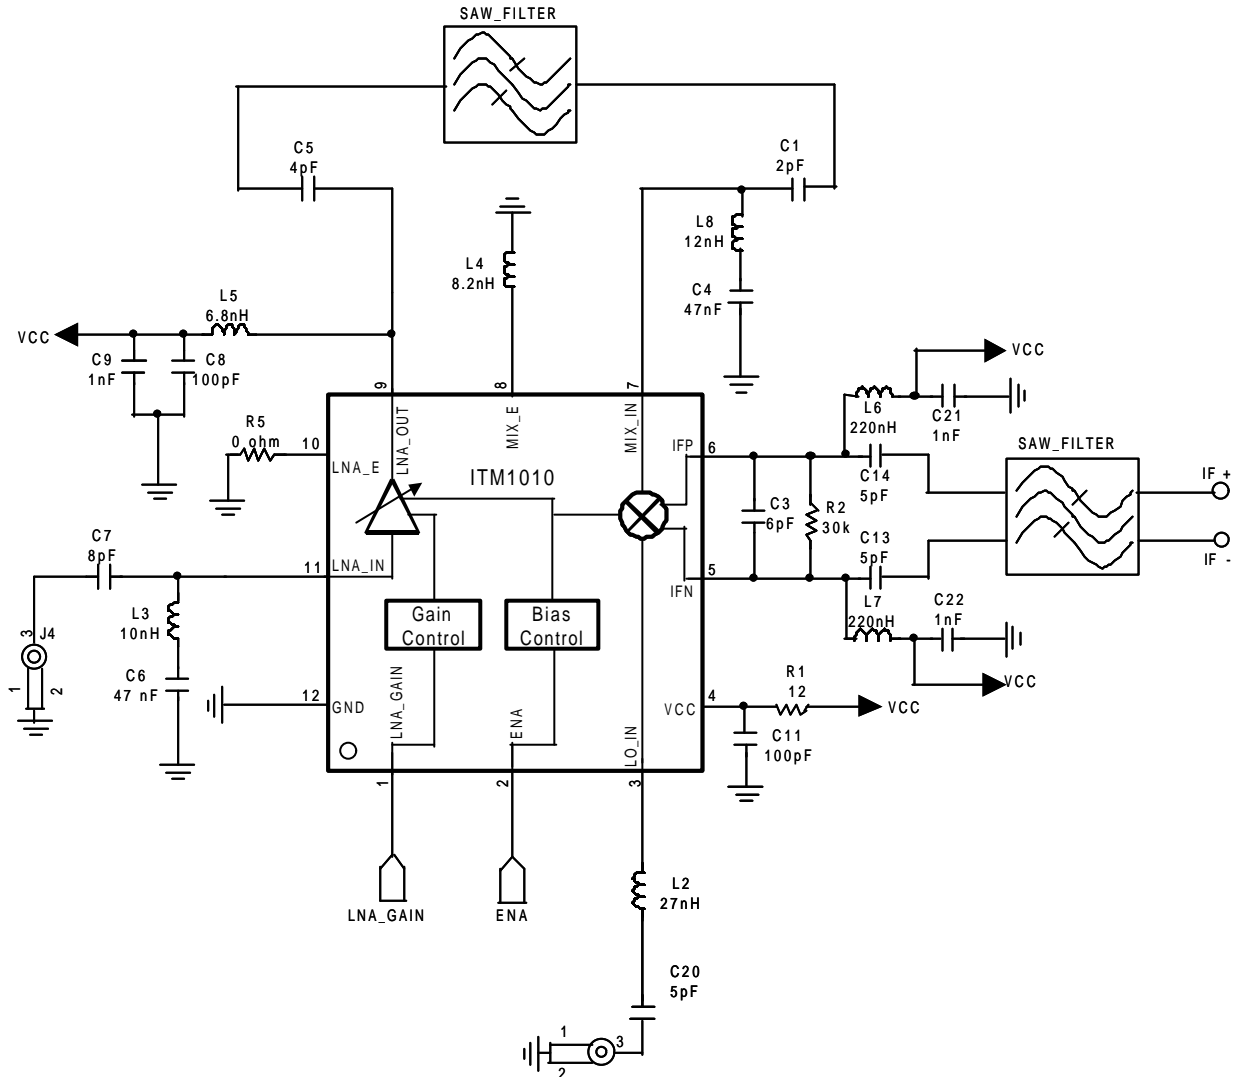 SAW_FILTER
C5
4pF
C1
2pF
L8
12nH
L4
8.2nH
C4
47nF
L5
6.8nH
VCC
C9
1nF
C8
100pF
VCC
9
8
7
L6
220nH
C21
1nF
R5
0 ohm
10
LNA_E
LNA_OUT
MIX_E
MIX_IN
IFP
6
SAW_FILTER
ITM1010
C14
5pF
IF +
C3
6pF
R2
30k
C7
8pF
C13
5pF
IF -
11
LNA_IN
5
IFN
L3
10nH
Gain
Control
Bias
Control
L7
220nH
C22
1nF
3
J4
1
2
C6
47 nF
R1
12
VCC
12
GND
LNA_GAIN
ENA
LO_IN
VCC
4
VCC
C11
100pF
1
2
3
L2
27nH
LNA_GAIN
ENA
C20
5pF
1
3
2